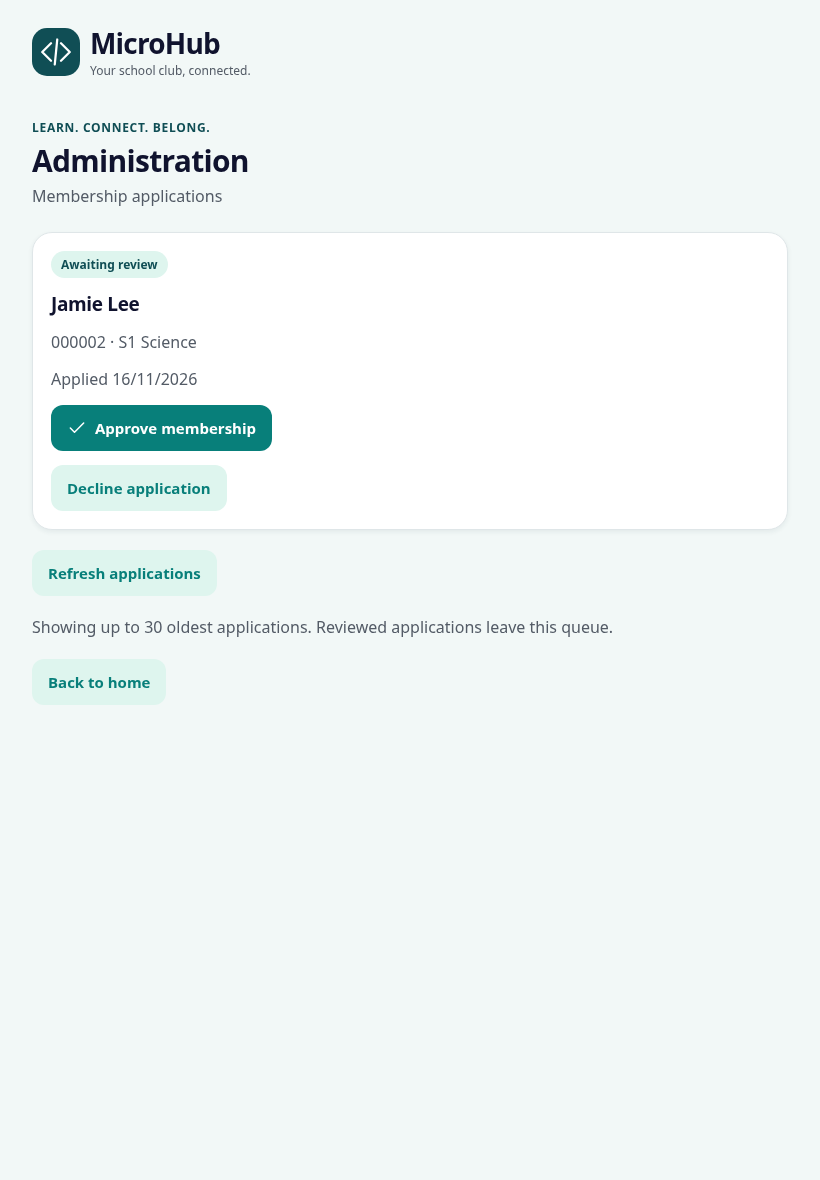 MicroHub
Your school club, connected.
LEARN. CONNECT. BELONG.
Administration
Membership applications
Awaiting review
Jamie Lee
000002 · S1 Science
Applied 16/11/2026
Approve membership
Decline application
Refresh applications
Showing up to 30 oldest applications. Reviewed applications leave this queue.
Back to home